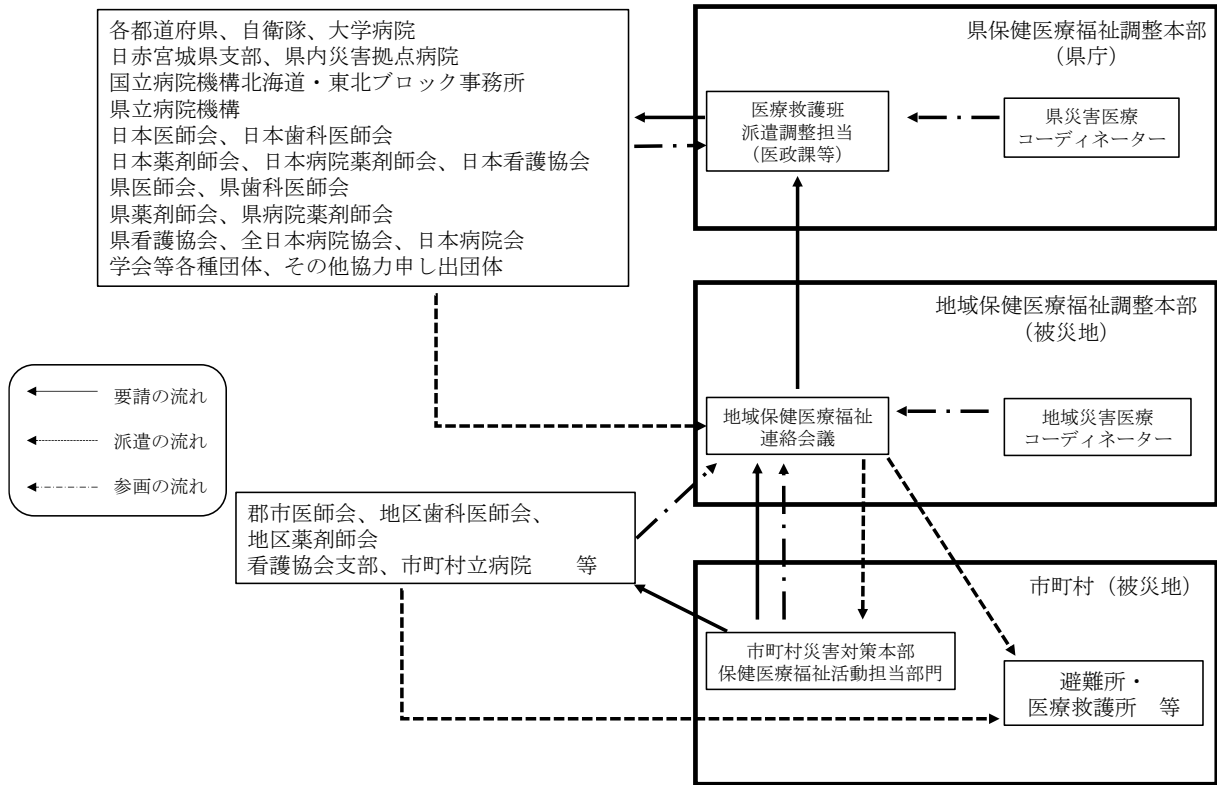 各都道府県、自衛隊、大学病院
日赤宮城県支部、県内災害拠点病院
国立病院機構北海道・東北ブロック事務所
県立病院機構
日本医師会、日本歯科医師会
日本薬剤師会、日本病院薬剤師会、日本看護協会
県医師会、県歯科医師会
県薬剤師会、県病院薬剤師会
県看護協会、全日本病院協会、日本病院会
学会等各種団体、その他協力申し出団体
県保健医療福祉調整本部
（県庁）
医療救護班
派遣調整担当
（医政課等）
県災害医療
コーディネーター
地域保健医療福祉調整本部
（被災地）
地域保健医療福祉
連絡会議
地域災害医療
コーディネーター
要請の流れ
派遣の流れ
参画の流れ
郡市医師会、地区歯科医師会、
地区薬剤師会
看護協会支部、市町村立病院　等
市町村（被災地）
市町村災害対策本部
保健医療福祉活動担当部門
避難所・
医療救護所　等